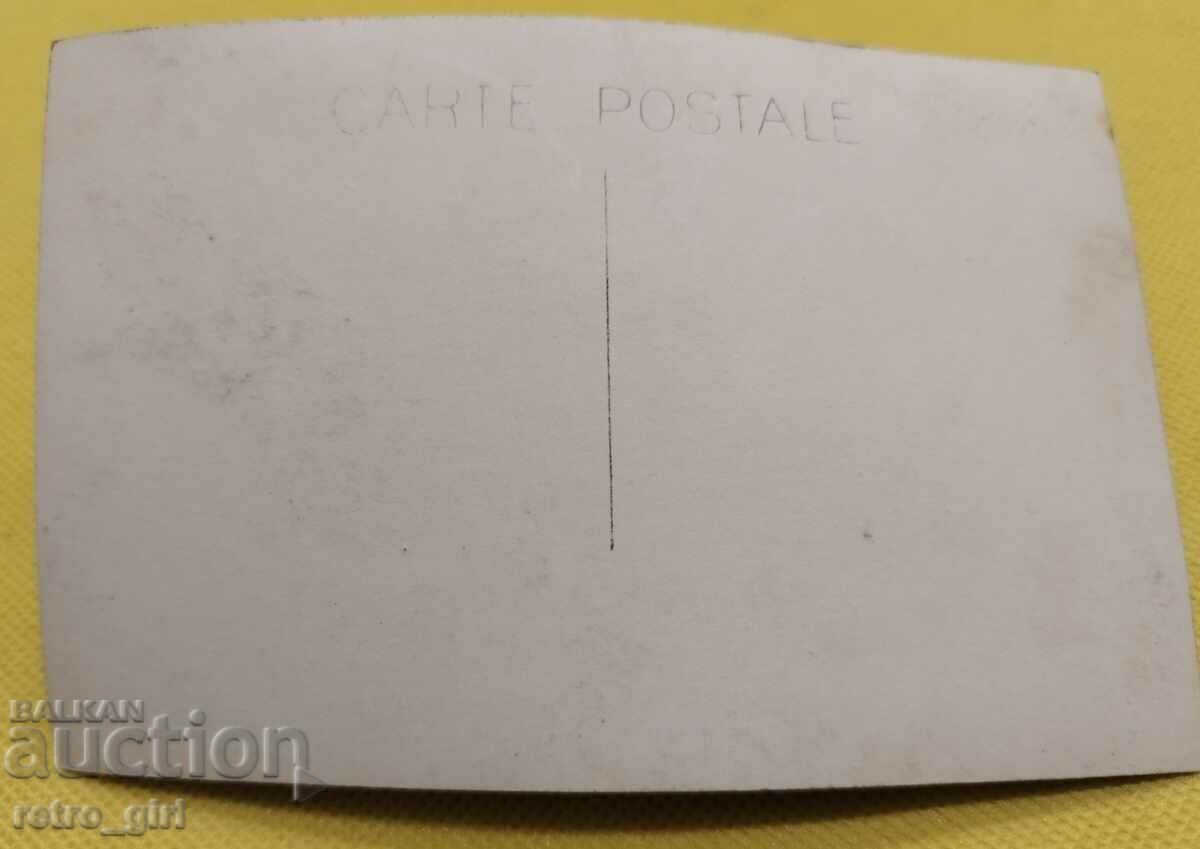 CARTE POSTALE
BALKAN
auction
retro_girl